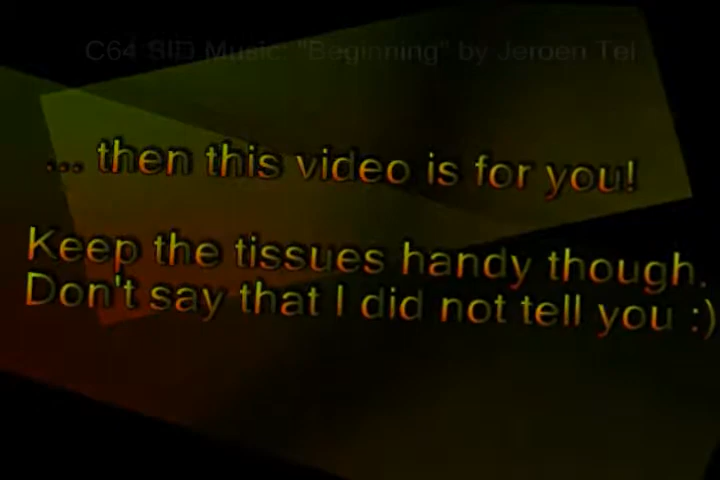 C64 SID Music: "Beginning" by Jeroen Tel
... then this video is for you!
Keep the tissues handy though.
Don't say that I did not tell you :)